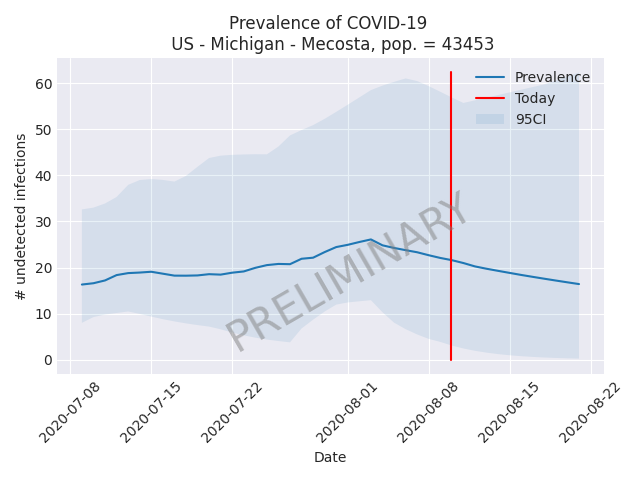 Prevalence of COVID-19
US - Michigan - Mecosta, pop. = 43453
# undetected infections
60
50
40
30
20
10
0
Prevalence
Today
95CI
PRELIMINARY
2020-07-08
2020-07-15
2020-07-22
2020-08-01
2020-08-08
2020-08-15
2020-08-22
Date